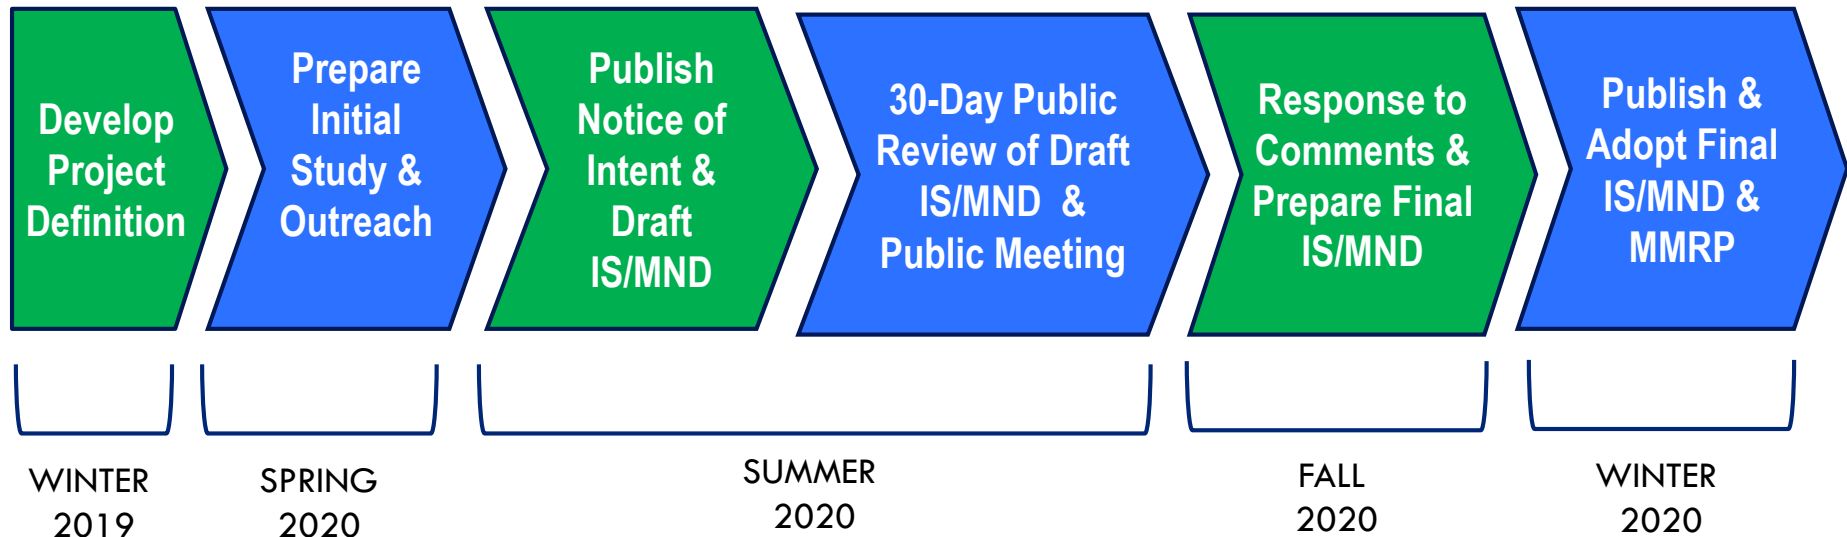 Develop
Project
Definition
Prepare
Initial
Study &
Outreach
Publish
Notice of
Intent &
Draft
IS/MND
30-Day Public
Review of Draft
IS/MND &
Public Meeting
Response to
Comments &
Prepare Final
IS/MND
Publish &
Adopt Final
IS/MND &
MMRP
WINTER
2019
SPRING
2020
SUMMER
2020
FALL
2020
WINTER
2020